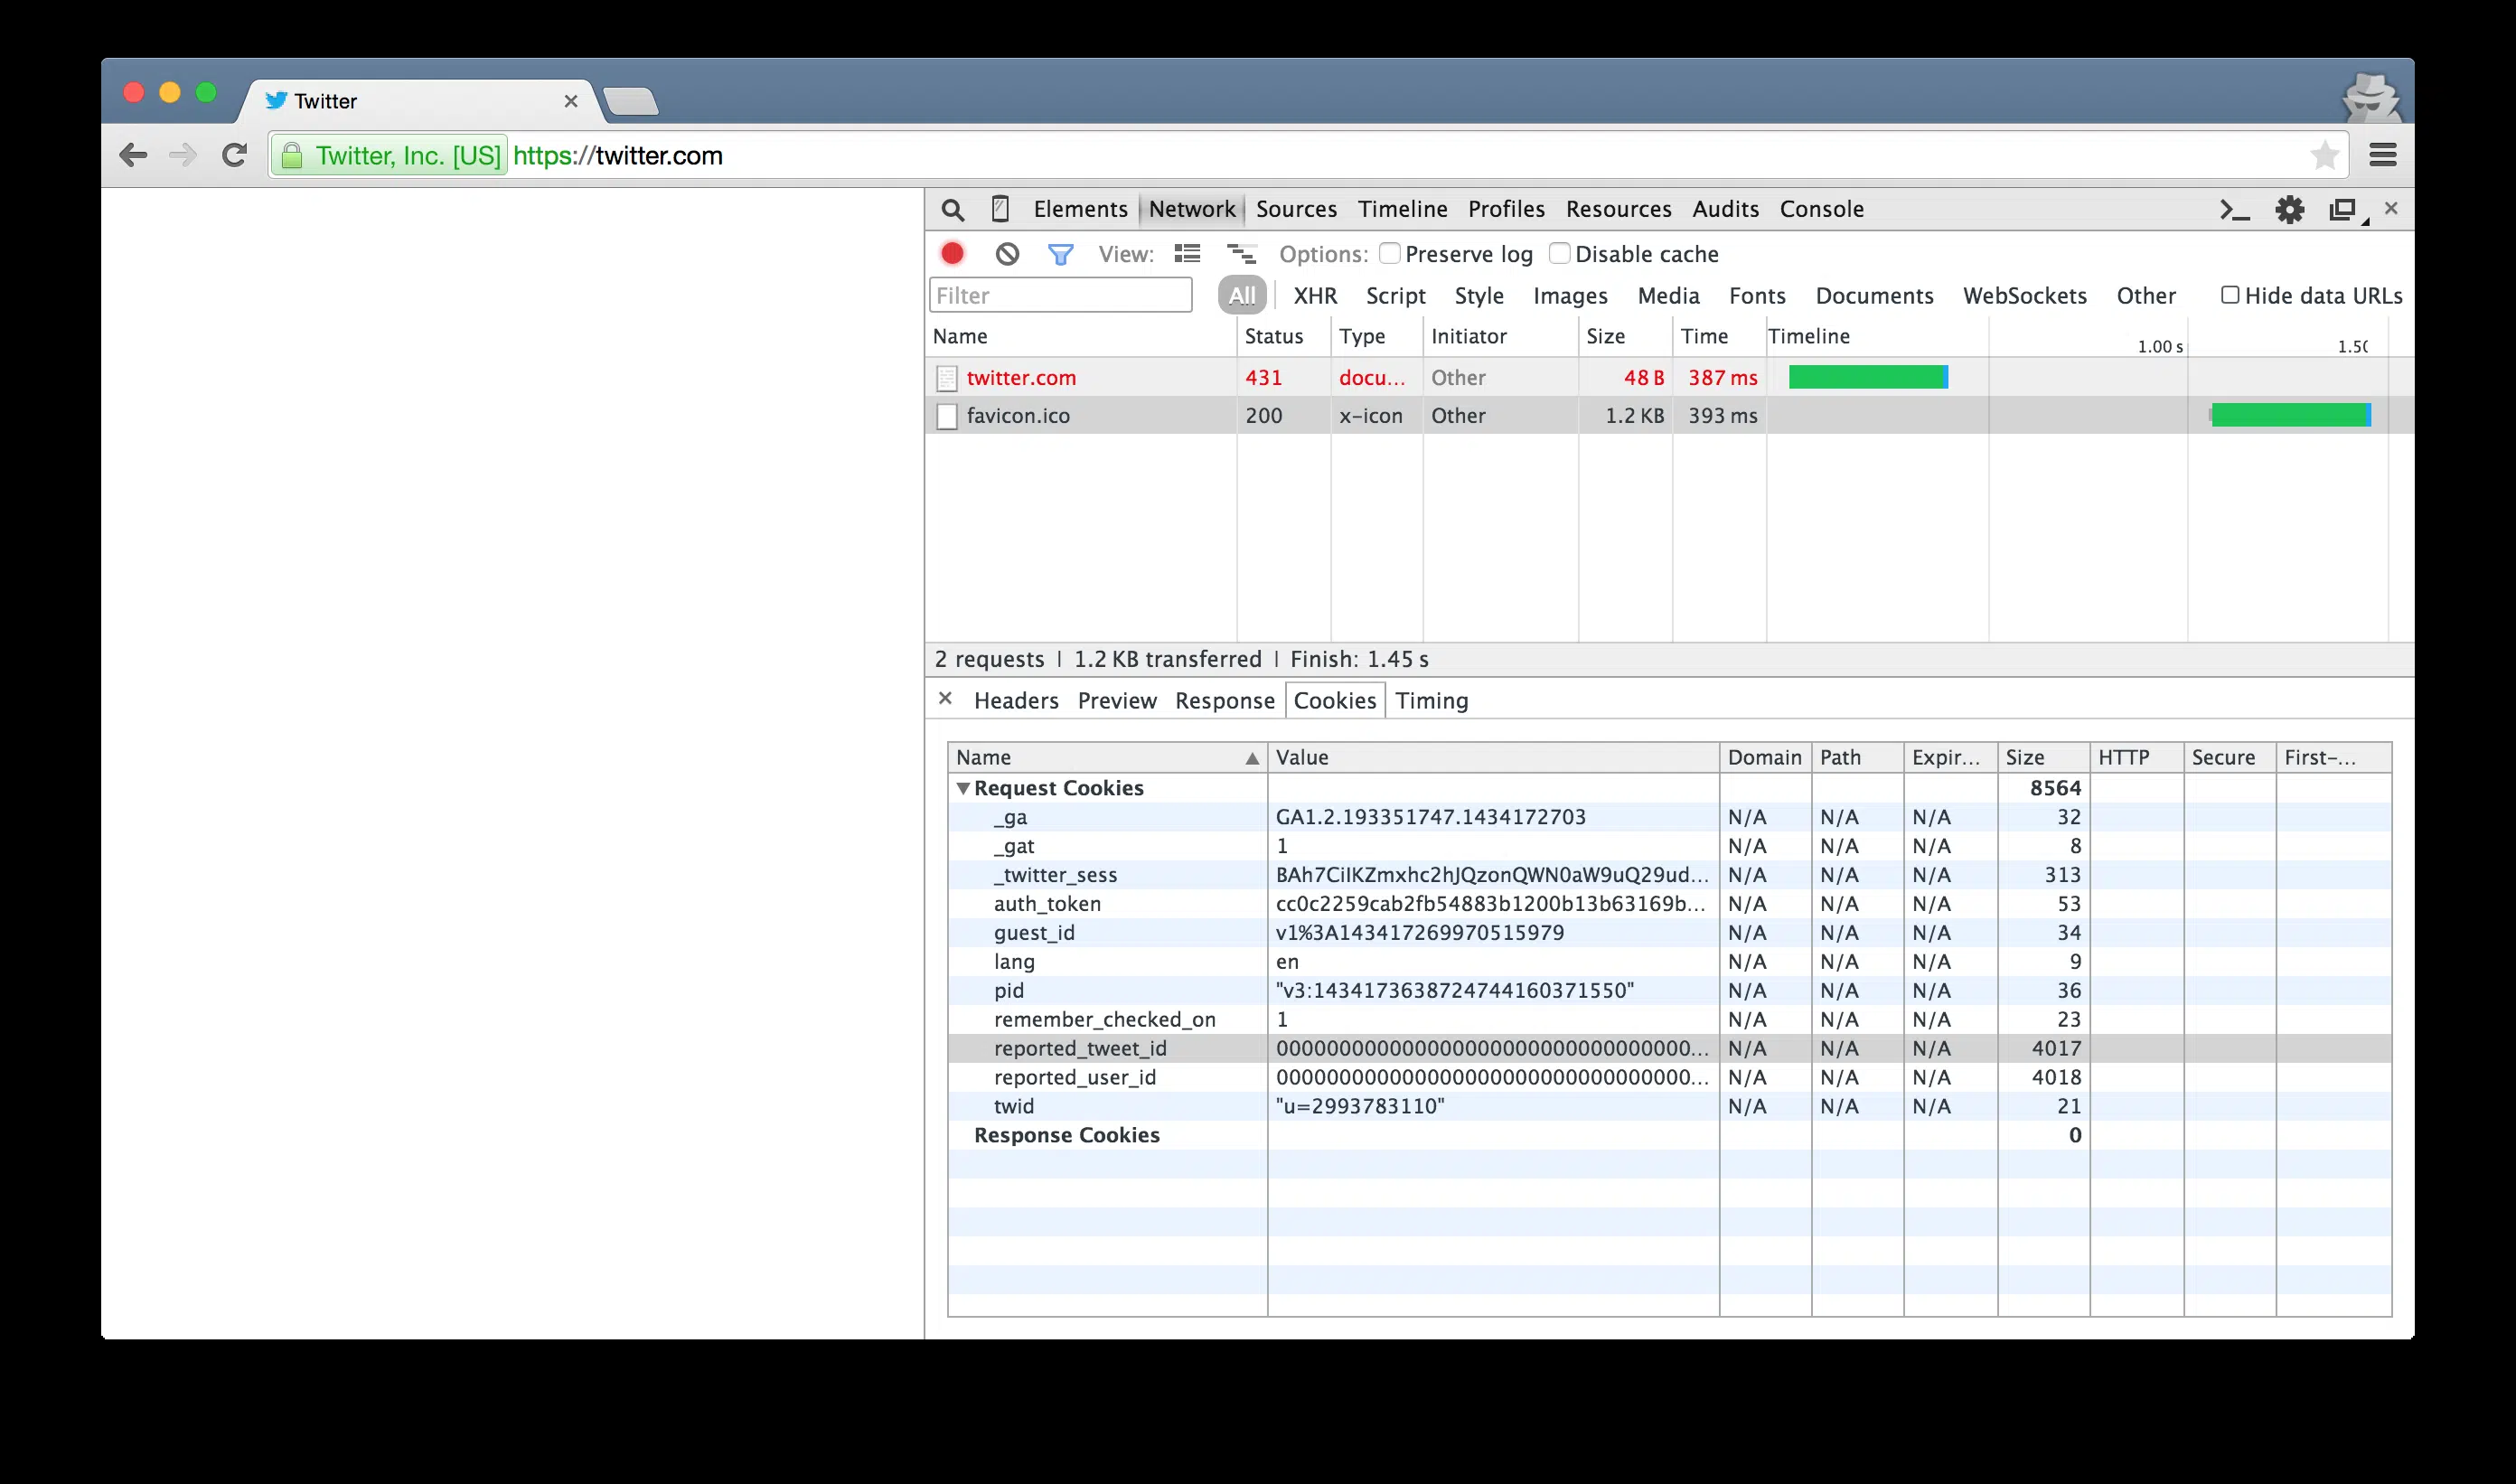 Twitter
Twitter, Inc. [US] https://twitter.com
Elements Network Sources Timeline Profiles Resources Audits Console
View: Options: Preserve log Disable cache
Filter All XHR Script Style Images Media Fonts Documents WebSockets Other Hide data URLs
Name Status Type Initiator Size Time Timeline 1.00 s 1.50
twitter.com 431 docu... Other 48 B 387 ms
favicon.ico 200 x-icon Other 1.2 KB 393 ms
2 requests | 1.2 KB transferred | Finish: 1.45 s
Headers Preview Response Cookies Timing
Name Value Domain Path Expir... Size HTTP Secure First-...
Request Cookies 8564
_ga GA1.2.193351747.1434172703 N/A N/A N/A 32
_gat 1 N/A N/A N/A 8
_twitter_sess BAh7CiIKZmxhc2hJQzonQWN0aW9uQ29ud... N/A N/A N/A 313
auth_token cc0c2259cab2fb54883b1200b13b63169b... N/A N/A N/A 53
guest_id v1%3A143417269970515979 N/A N/A N/A 34
lang en N/A N/A N/A 9
pid "v3:1434173638724744160371550" N/A N/A N/A 36
remember_checked_on 1 N/A N/A N/A 23
reported_tweet_id 000000000000000000000000000000000... N/A N/A N/A 4017
reported_user_id 000000000000000000000000000000000... N/A N/A N/A 4018
twid "u=2993783110" N/A N/A N/A 21
Response Cookies 0